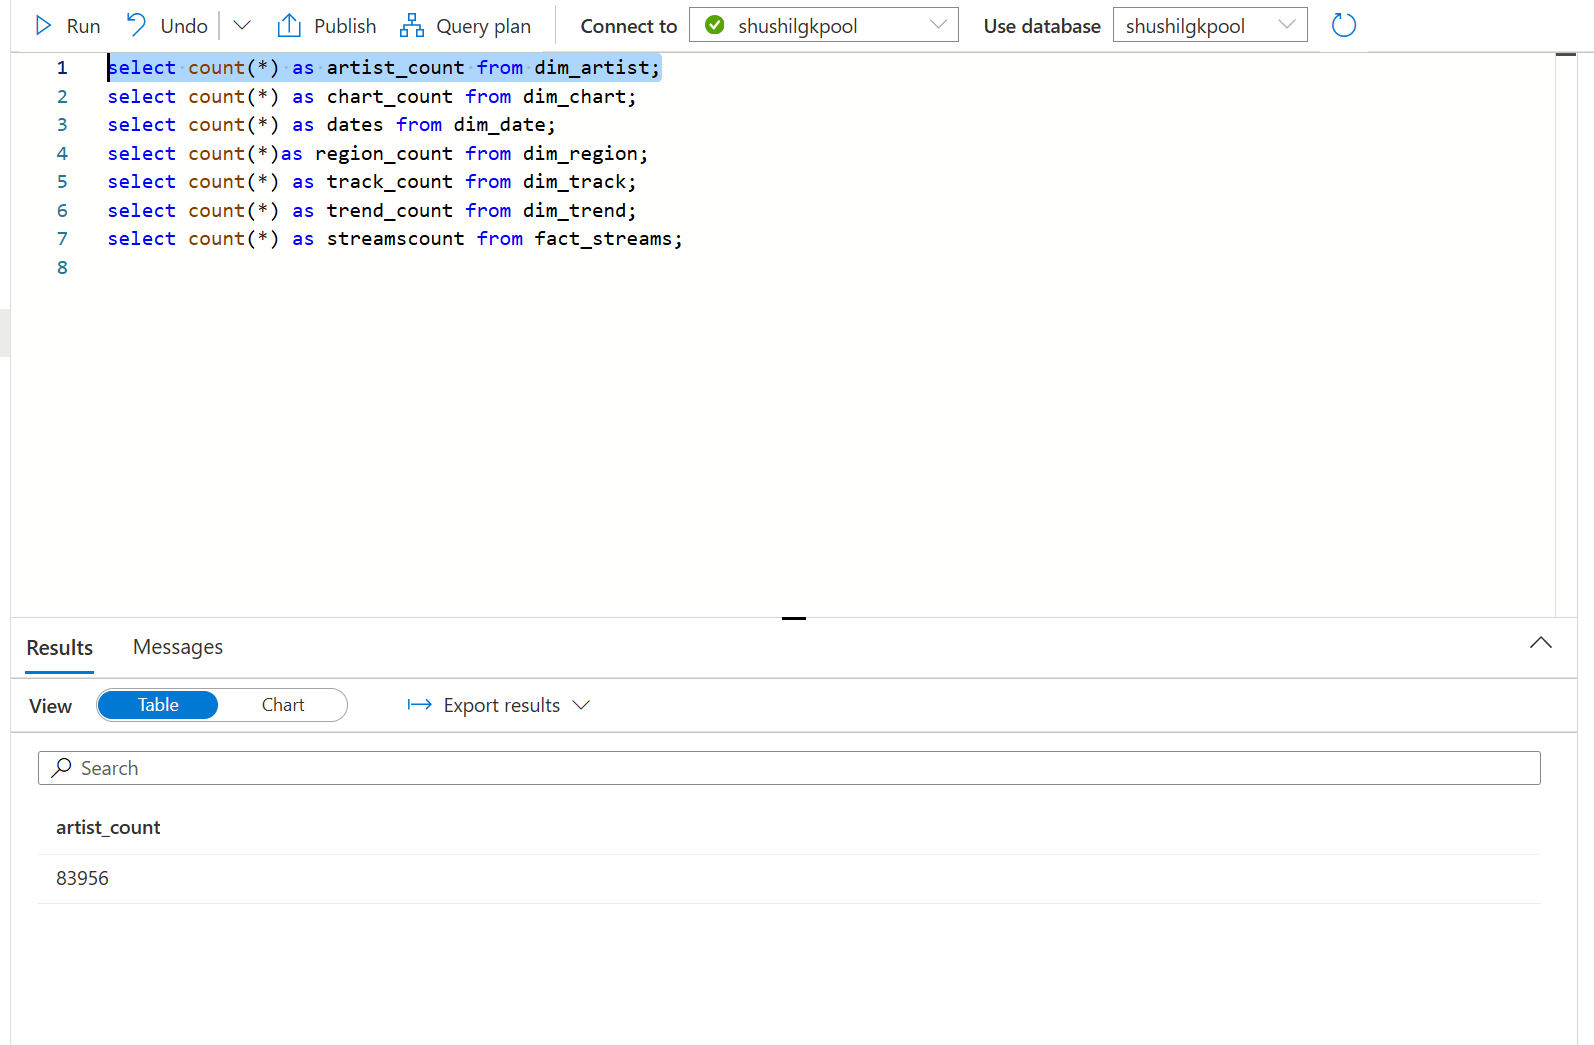 Run Undo Publish Query plan Connect to shushilgkpool Use database shushilgkpool
1 select count(*) as artist_count from dim_artist;
2 select count(*) as chart_count from dim_chart;
3 select count(*) as dates from dim_date;
4 select count(*)as region_count from dim_region;
5 select count(*) as track_count from dim_track;
6 select count(*) as trend_count from dim_trend;
7 select count(*) as streamscount from fact_streams;
8
Results Messages
View Table Chart Export results
Search
artist_count
83956